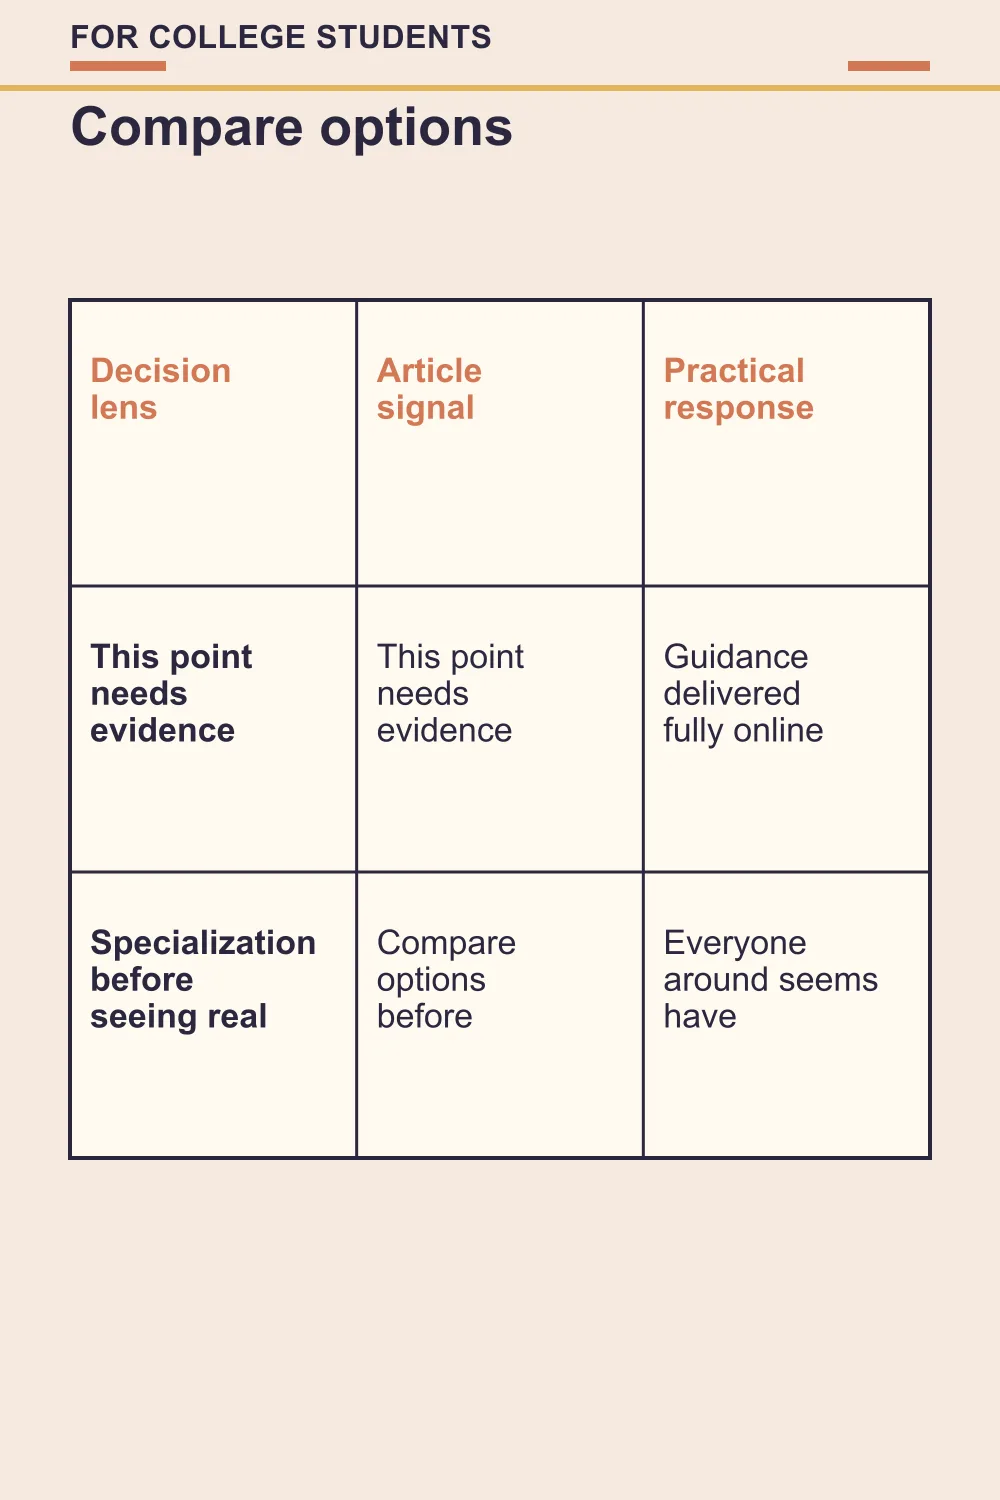 FOR COLLEGE STUDENTS
Compare options
Decision
lens
Article
signal
Practical
response
This point
needs
evidence
This point
needs
evidence
Guidance
delivered
fully online
Specialization
before
seeing real
Compare
options
before
Everyone
around seems
have